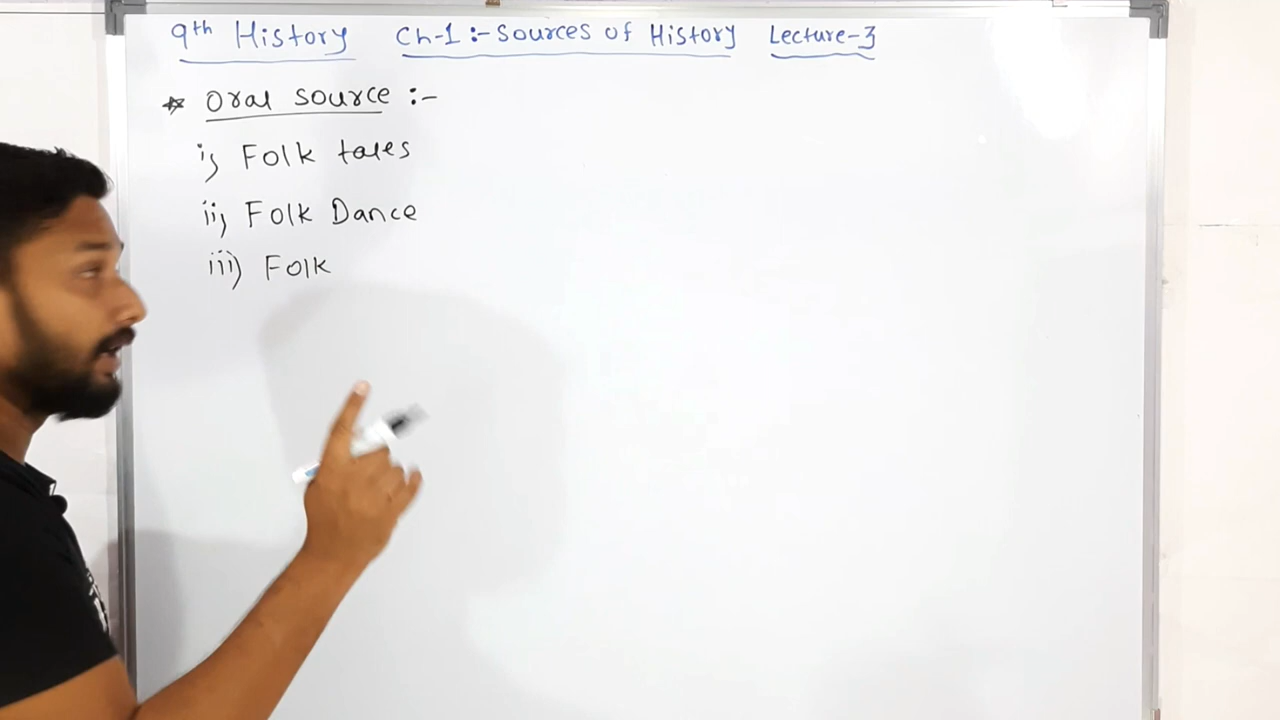 9th History Ch-1 :- Sources of History Lecture-3
* Oral source :-
i) Folk tales
ii) Folk Dance
iii) Folk